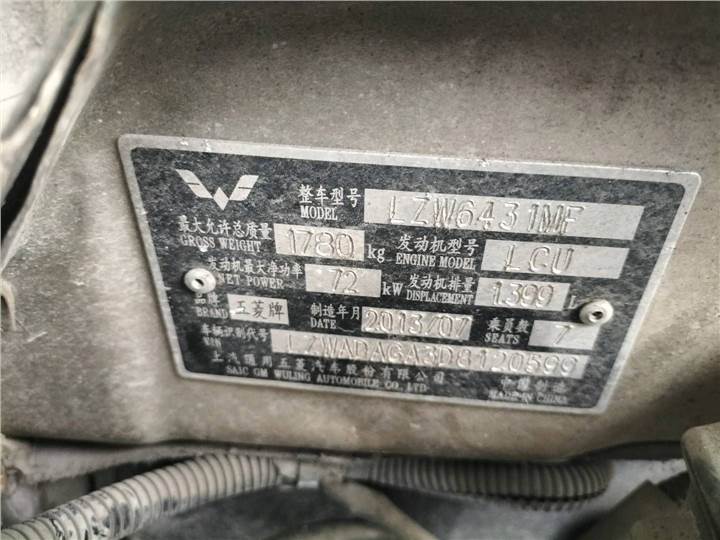 整车型号 MODEL LZW6431MF
最大允许总质量 GROSS WEIGHT 1780 kg 发动机型号 ENGINE MODEL LCU
发动机最大净功率 NET POWER 72 kW 发动机排量 DISPLACEMENT 1.399 L
品牌 BRAND 五菱牌 制造年月 DATE 2013/07 乘员数 SEATS 7
车辆识别代号 VIN LZWADAGA3D8120599
上汽通用五菱汽车股份有限公司 中国制造
SAIC GM WULING AUTOMOBILE CO., LTD. MADE IN CHINA